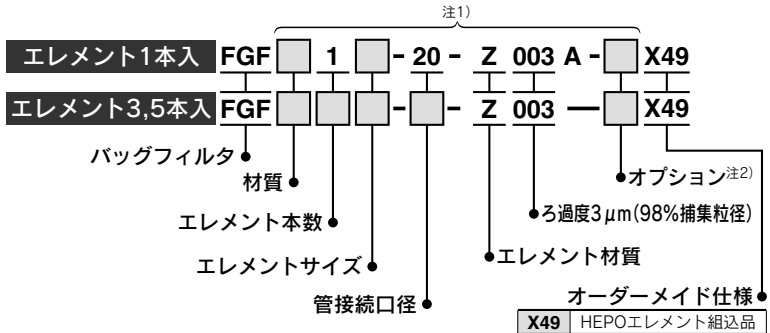 注1)
エレメント1本入 FGF□1□-20-Z 003 A-□X49
エレメント3,5本入 FGF□□□-□-Z 003 ー□X49
バッグフィルタ
材質
オプション注2)
エレメント本数
ろ過度3μm(98%捕集粒径)
エレメントサイズ
エレメント材質
管接続口径
オーダーメイド仕様
X49 HEPOエレメント組込品